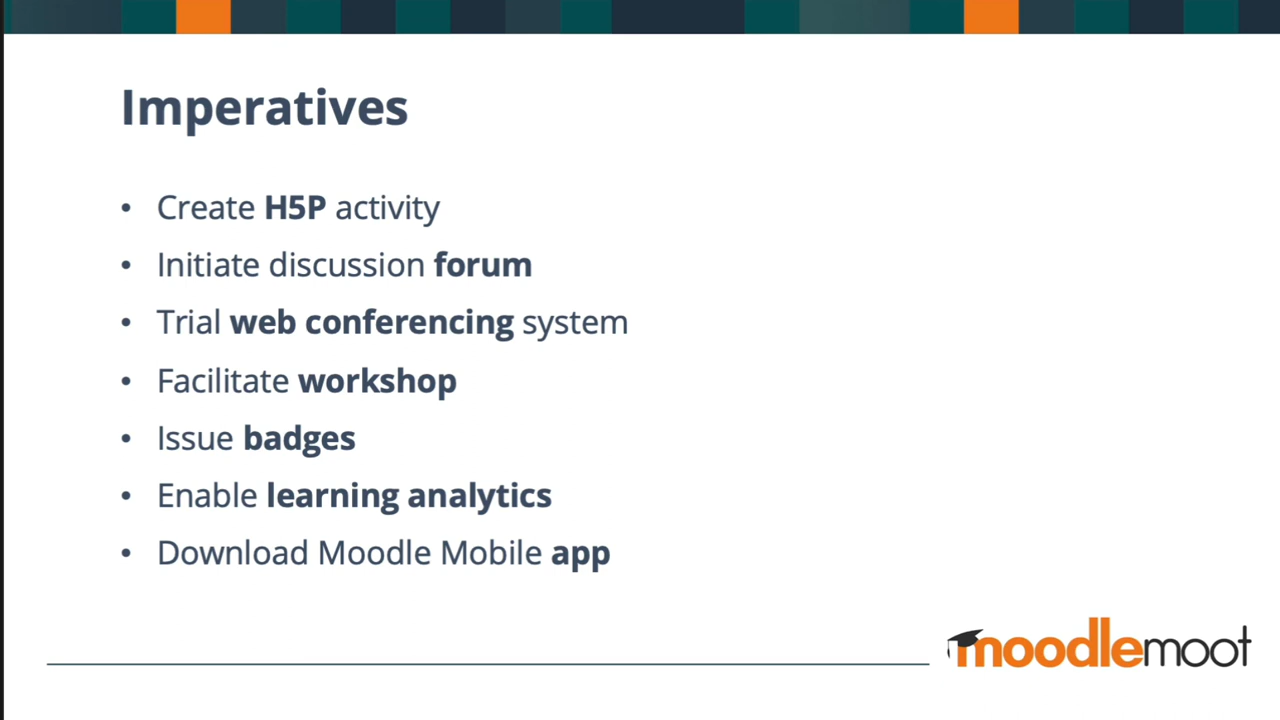 Imperatives
• Create H5P activity
• Initiate discussion forum
• Trial web conferencing system
• Facilitate workshop
• Issue badges
• Enable learning analytics
• Download Moodle Mobile app
moodlemoot